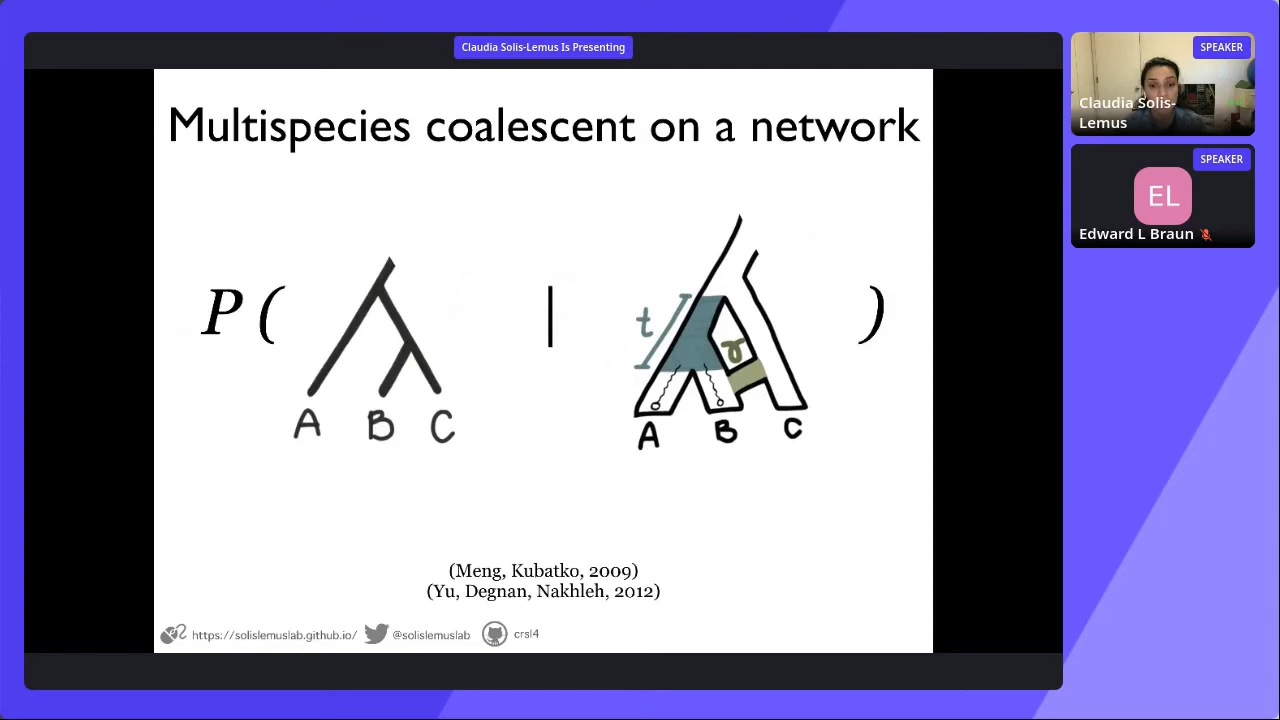 Claudia Solis-Lemus Is Presenting
Multispecies coalescent on a network
P ( | )
A B C
t
γ
A B C
(Meng, Kubatko, 2009)
(Yu, Degnan, Nakhleh, 2012)
https://solislemuslab.github.io/ @solislemuslab crsl4
SPEAKER
Claudia Solis-
Lemus
SPEAKER
EL
Edward L Braun